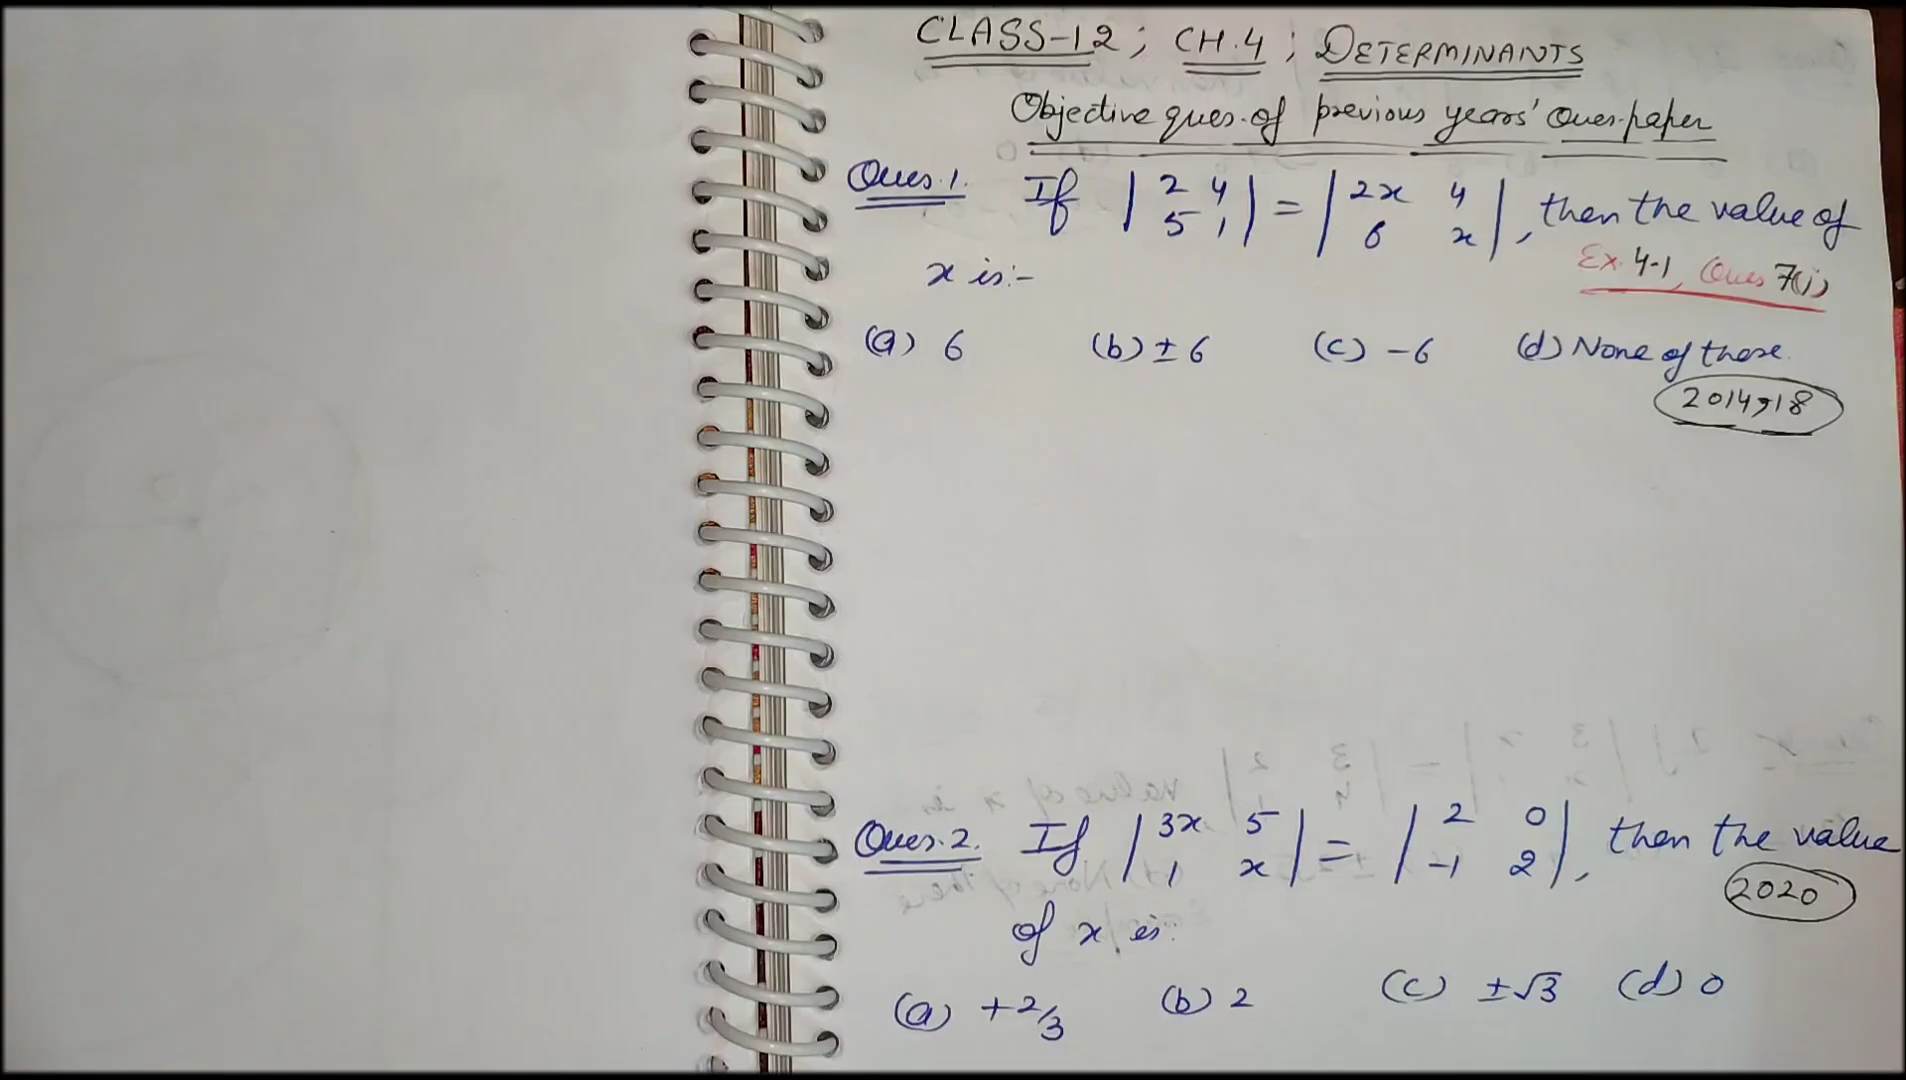 CLASS-12; CH.4; DETERMINANTS
Objective ques. of previous years' Ques. paper
Ques.1. If | 2 4 | = | 2x 4 |, then the value of
5 1 6 x
x is:-
Ex. 4.1, Ques 7(i)
(a) 6 (b) ±6 (c) -6 (d) None of these.
2014,18
Ques.2. If | 3x 5 | = | 2 0 |, then the value
1 x -1 2
2020
of x is:
(a) +2/3 (b) 2 (c) ±√3 (d) 0